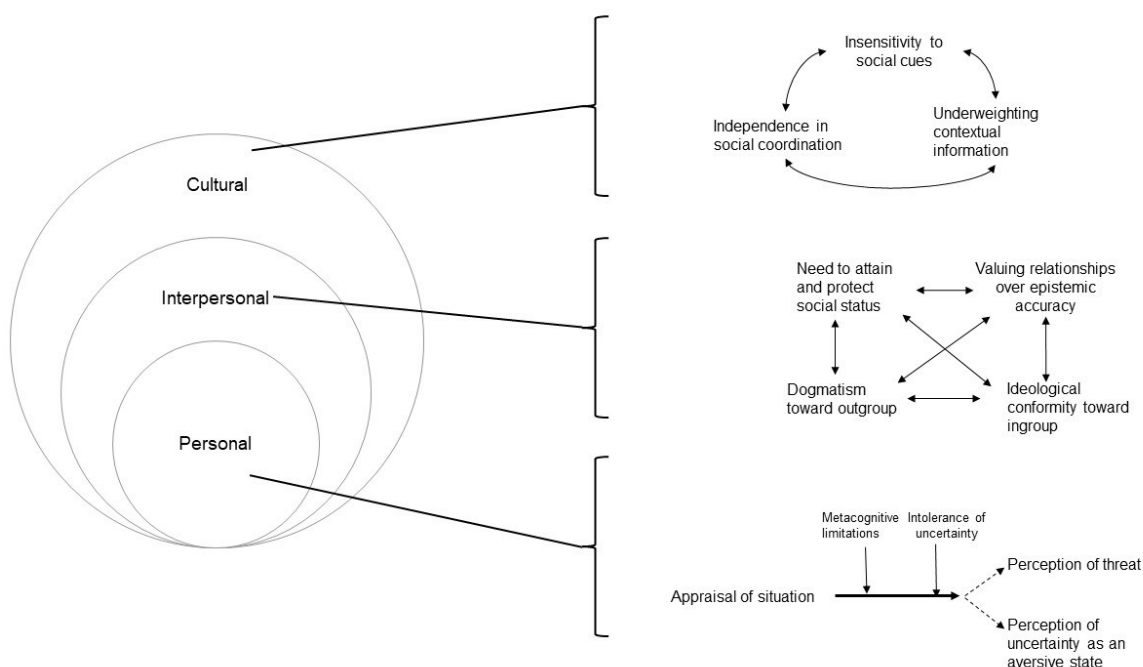 Cultural
Interpersonal
Personal
Insensitivity to
social cues
Independence in
social coordination
Underweighting
contextual
information
Need to attain
and protect
social status
Valuing relationships
over epistemic
accuracy
Dogmatism
toward outgroup
Ideological
conformity toward
ingroup
Metacognitive
limitations
Intolerance of
uncertainty
Appraisal of situation
Perception of threat
Perception of
uncertainty as an
aversive state